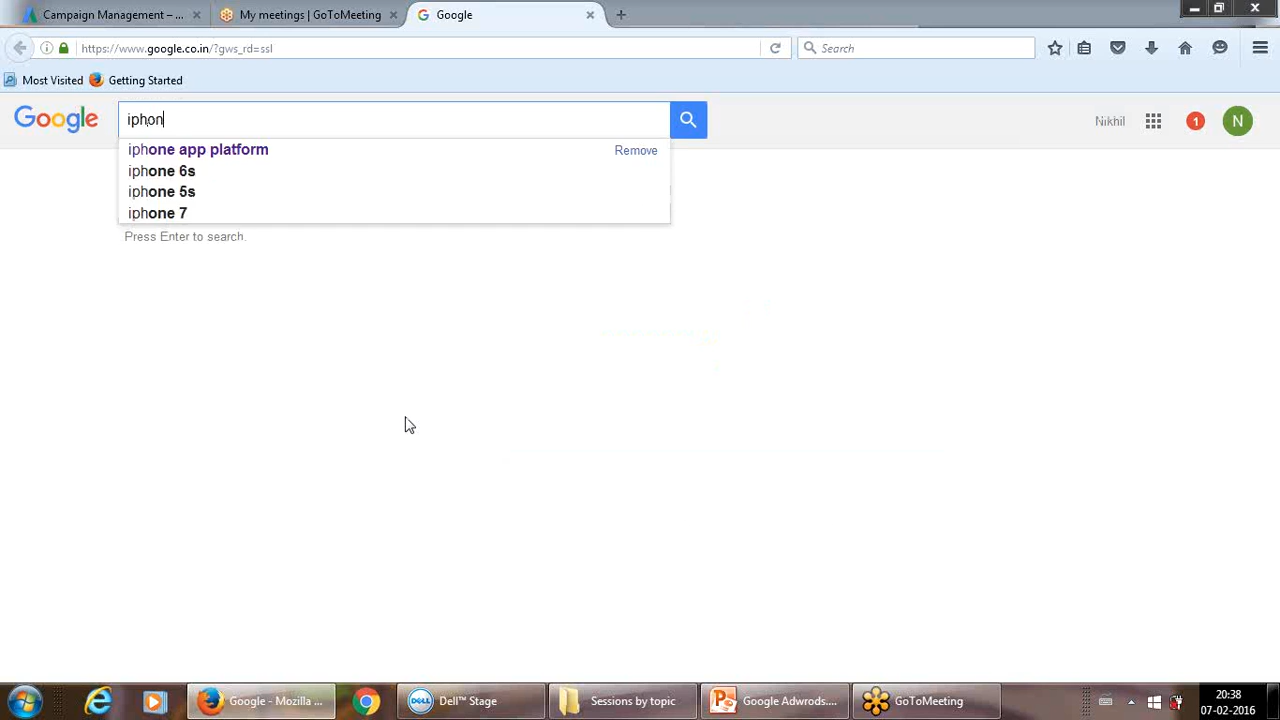 Campaign Management – ...
My meetings | GoToMeeting
Google
https://www.google.co.in/?gws_rd=ssl
Search
Most Visited
Getting Started
Google
iphon
Nikhil
1
N
iphone app platform
Remove
iphone 6s
iphone 5s
iphone 7
Press Enter to search.
Google - Mozilla ...
DELL
Dell™ Stage
Sessions by topic
Google Adwrods....
GoToMeeting
20:38
07-02-2016